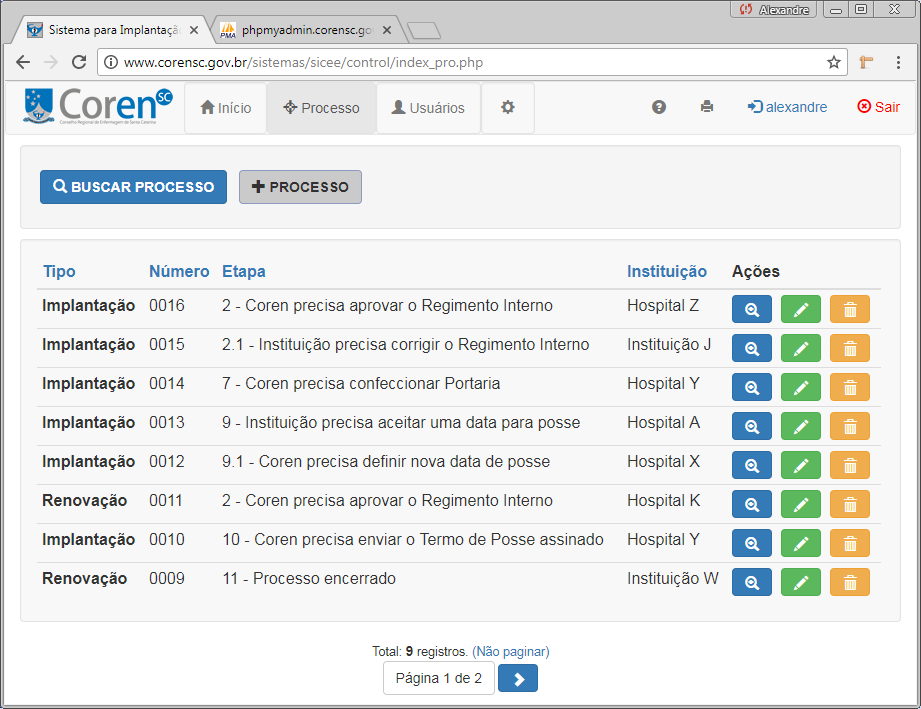 Alexandre
Sistema para Implantaçã
phpmyadmin.corensc.go
www.corensc.gov.br/sistemas/sicee/control/index_pro.php
Coren SC
Conselho Regional de Enfermagem de Santa Catarina
Início
Processo
Usuários
alexandre
Sair
BUSCAR PROCESSO
PROCESSO
Tipo Número Etapa Instituição Ações
Implantação 0016 2 - Coren precisa aprovar o Regimento Interno Hospital Z
Implantação 0015 2.1 - Instituição precisa corrigir o Regimento Interno Instituição J
Implantação 0014 7 - Coren precisa confeccionar Portaria Hospital Y
Implantação 0013 9 - Instituição precisa aceitar uma data para posse Hospital A
Implantação 0012 9.1 - Coren precisa definir nova data de posse Hospital X
Renovação 0011 2 - Coren precisa aprovar o Regimento Interno Hospital K
Implantação 0010 10 - Coren precisa enviar o Termo de Posse assinado Hospital Y
Renovação 0009 11 - Processo encerrado Instituição W
Total: 9 registros. (Não paginar)
Página 1 de 2